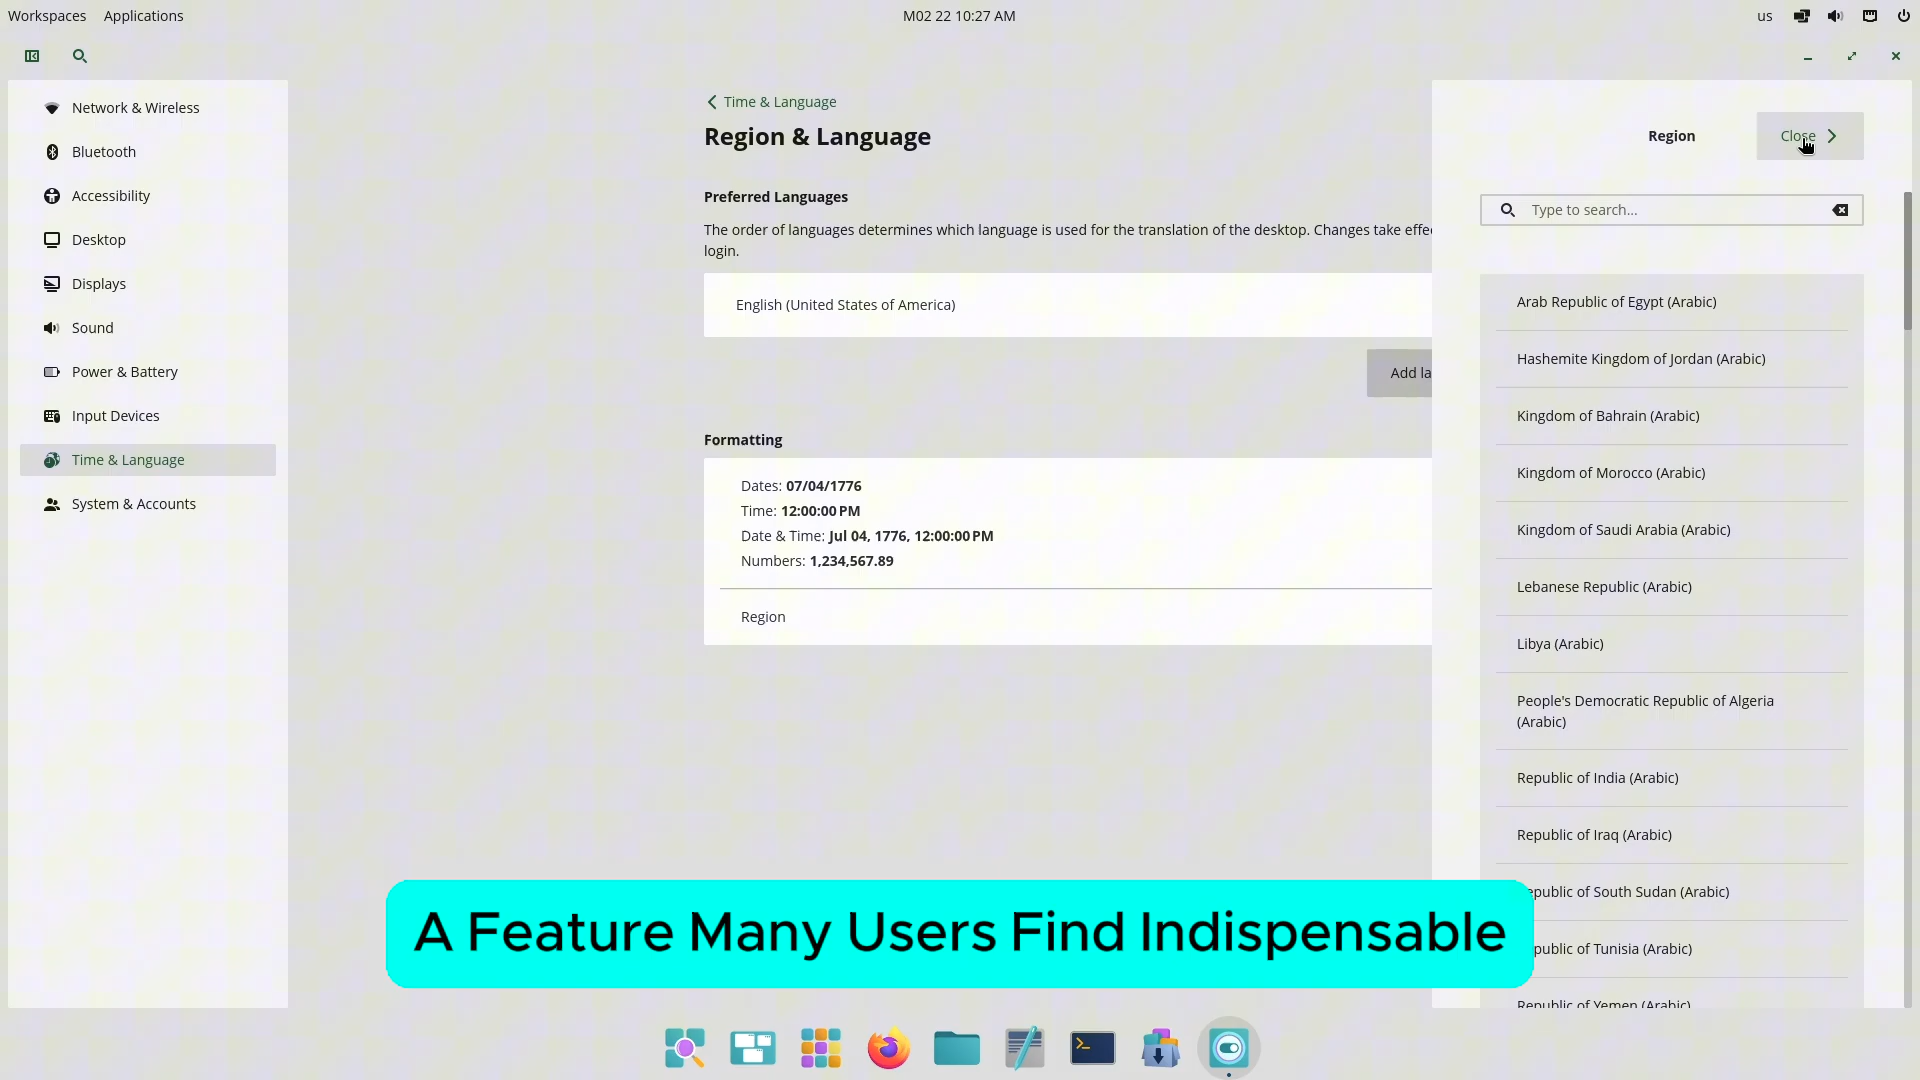 Workspaces Applications M02 22 10:27 AM us
Network & Wireless
Bluetooth
Accessibility
Desktop
Displays
Sound
Power & Battery
Input Devices
Time & Language
System & Accounts
Time & Language
Region & Language
Preferred Languages
The order of languages determines which language is used for the translation of the desktop. Changes take effe
login.
English (United States of America)
Add la
Formatting
Dates: 07/04/1776
Time: 12:00:00 PM
Date & Time: Jul 04, 1776, 12:00:00 PM
Numbers: 1,234,567.89
Region
Region Close
Type to search...
Arab Republic of Egypt (Arabic)
Hashemite Kingdom of Jordan (Arabic)
Kingdom of Bahrain (Arabic)
Kingdom of Morocco (Arabic)
Kingdom of Saudi Arabia (Arabic)
Lebanese Republic (Arabic)
Libya (Arabic)
People's Democratic Republic of Algeria
(Arabic)
Republic of India (Arabic)
Republic of Iraq (Arabic)
epublic of South Sudan (Arabic)
public of Tunisia (Arabic)
Republic of Yemen (Arabic)
A Feature Many Users Find Indispensable